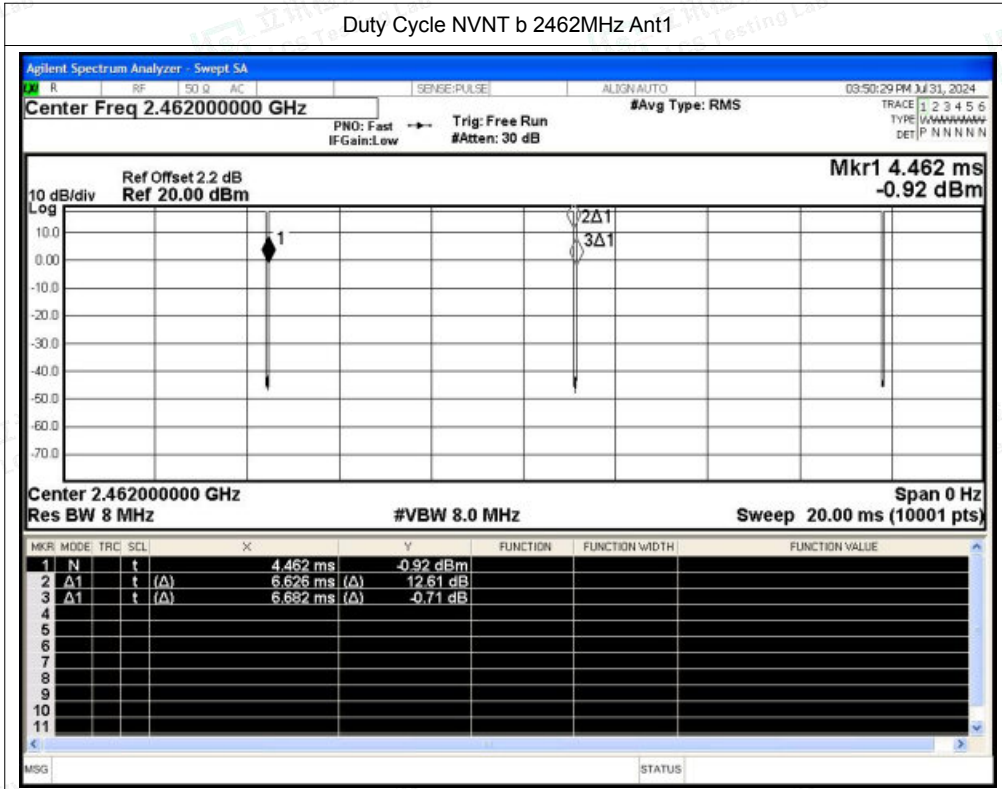 Duty Cycle NVNT b 2462MHz Ant1
Agilent Spectrum Analyzer - Swept SA
R RF 50 Ω AC SENSE:PULSE ALIGN AUTO 03:50:29 PM Jul 31, 2024
Center Freq 2.462000000 GHz #Avg Type: RMS TRACE 1 2 3 4 5 6
PNO: Fast Trig: Free Run TYPE
IFGain:Low #Atten: 30 dB DET P N N N N N
Mkr1 4.462 ms
-0.92 dBm
Ref Offset 2.2 dB
10 dB/div Ref 20.00 dBm
Log
10.0
0.00
-10.0
-20.0
-30.0
-40.0
-50.0
-60.0
-70.0
1
2Δ1
3Δ1
Center 2.462000000 GHz Span 0 Hz
Res BW 8 MHz #VBW 8.0 MHz Sweep 20.00 ms (10001 pts)
MKR MODE TRC SCL X Y FUNCTION FUNCTION WIDTH FUNCTION VALUE
1 N t 4.462 ms -0.92 dBm
2 Δ1 t (Δ) 6.626 ms (Δ) 12.61 dB
3 Δ1 t (Δ) 6.682 ms (Δ) -0.71 dB
4
5
6
7
8
9
10
11
MSG STATUS